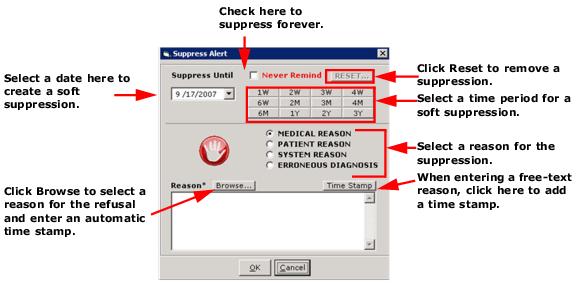 Check here to
suppress forever.
Suppress Alert
Suppress Until
Never Remind
RESET...
Click Reset to remove a
suppression.
Select a date here to
create a soft
suppression.
9 /17/2007
1W 2W 3W 4W
6W 2M 3M 4M
6M 1Y 2Y 3Y
Select a time period for a
soft suppression.
MEDICAL REASON
PATIENT REASON
SYSTEM REASON
ERRONEOUS DIAGNOSIS
Select a reason for the
suppression.
Click Browse to select a
reason for the refusal
and enter an automatic
time stamp.
Reason* Browse... Time Stamp
When entering a free-text
reason, click here to add
a time stamp.
OK Cancel